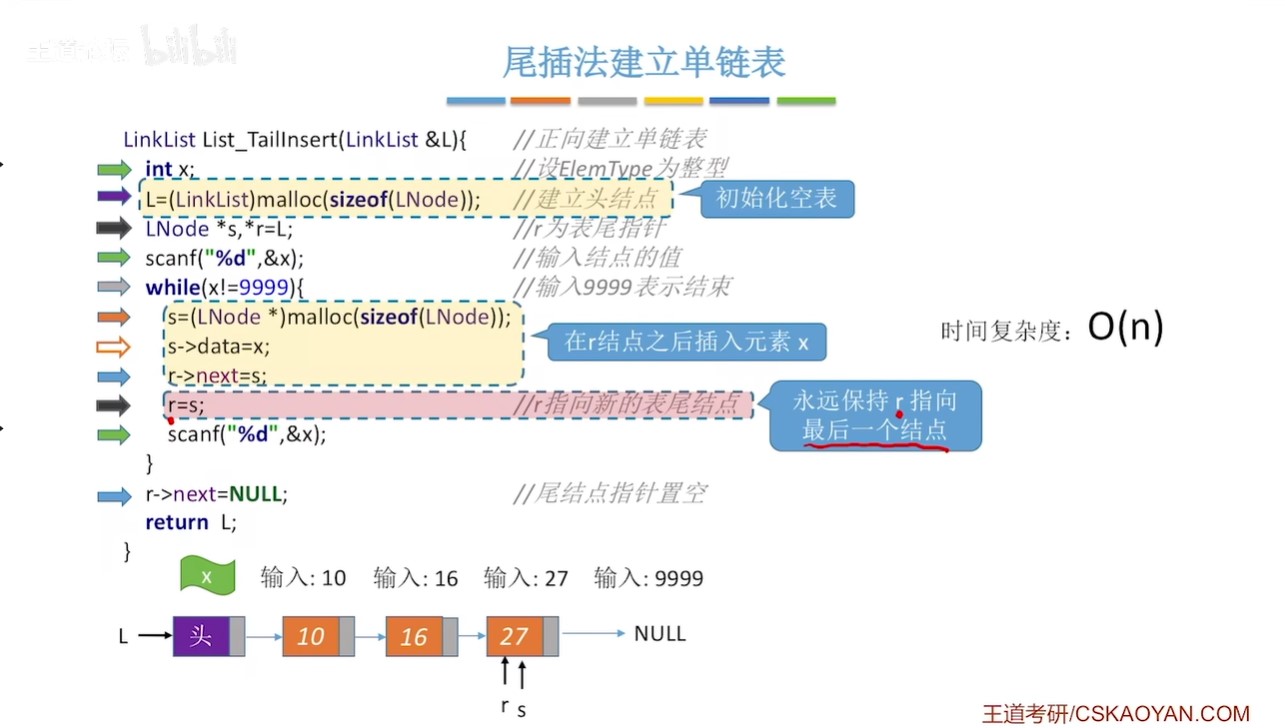 王道论坛 bilibili
尾插法建立单链表
LinkList List_TailInsert(LinkList &L){ //正向建立单链表
int x; //设ElemType为整型
L=(LinkList)malloc(sizeof(LNode)); //建立头结点 初始化空表
LNode *s,*r=L; //r为表尾指针
scanf("%d",&x); //输入结点的值
while(x!=9999){ //输入9999表示结束
s=(LNode *)malloc(sizeof(LNode));
s->data=x; 在r结点之后插入元素 x
时间复杂度：O(n)
r->next=s;
r=s; //r指向新的表尾结点 永远保持 r 指向
最后一个结点
scanf("%d",&x);
}
r->next=NULL; //尾结点指针置空
return L;
}
x 输入: 10 输入: 16 输入: 27 输入: 9999
L 头 10 16 27 NULL
r s
王道考研/CSKAOYAN.COM